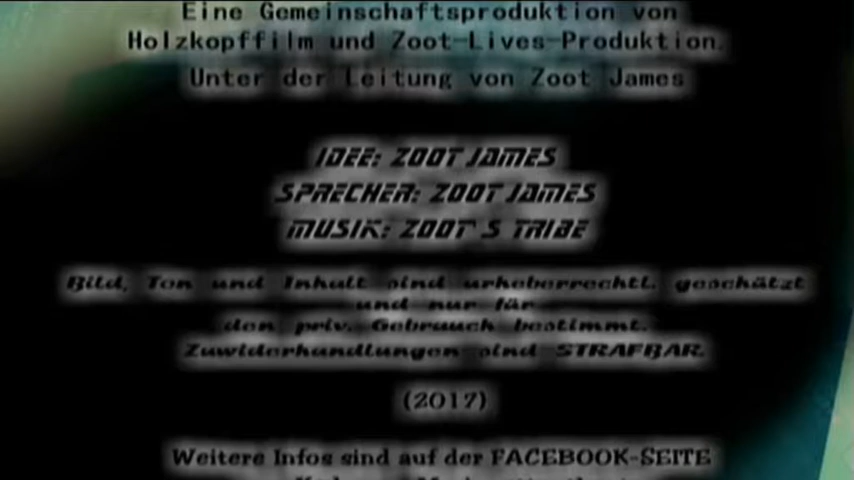 Eine Gemeinschaftsproduktion von
Holzkopffilm und Zoot-Lives-Produktion.
Unter der Leitung von Zoot James
IDEE: ZOOT JAMES
SPRECHER: ZOOT JAMES
MUSIK: ZOOT'S TRIBE
Bild, Ton und Inhalt sind urheberrechtl. geschützt
und nur für
den priv. Gebrauch bestimmt.
Zuwiderhandlungen sind STRAFBAR.
(2017)
Weitere Infos sind auf der FACEBOOK-SEITE